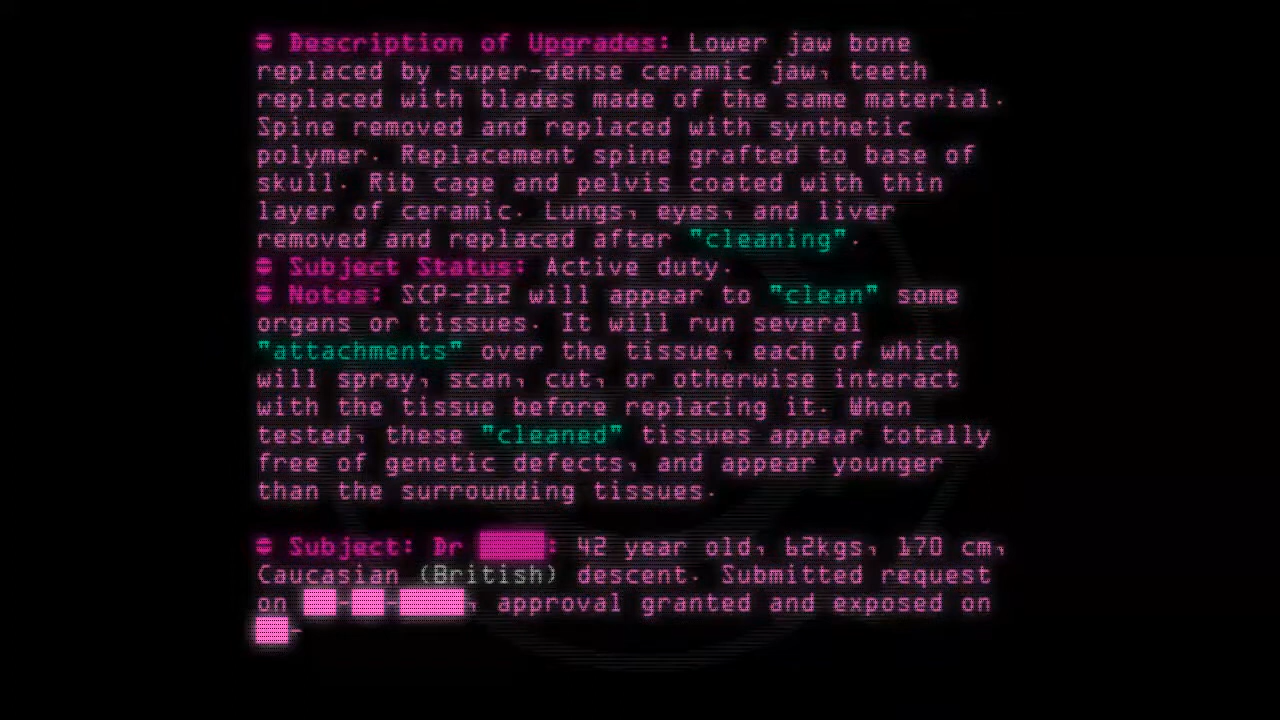 Description of Upgrades: Lower jaw bone
replaced by super-dense ceramic jaw, teeth
replaced with blades made of the same material.
Spine removed and replaced with synthetic
polymer. Replacement spine grafted to base of
skull. Rib cage and pelvis coated with thin
layer of ceramic. Lungs, eyes, and liver
removed and replaced after "cleaning".
Subject Status: Active duty.
Notes: SCP-212 will appear to "clean" some
organs or tissues. It will run several
"attachments" over the tissue, each of which
will spray, scan, cut, or otherwise interact
with the tissue before replacing it. When
tested, these "cleaned" tissues appear totally
free of genetic defects, and appear younger
than the surrounding tissues.
Subject: Dr ████: 42 year old, 62kgs, 170 cm,
Caucasian (British) descent. Submitted request
on ██-██-████, approval granted and exposed on
██-